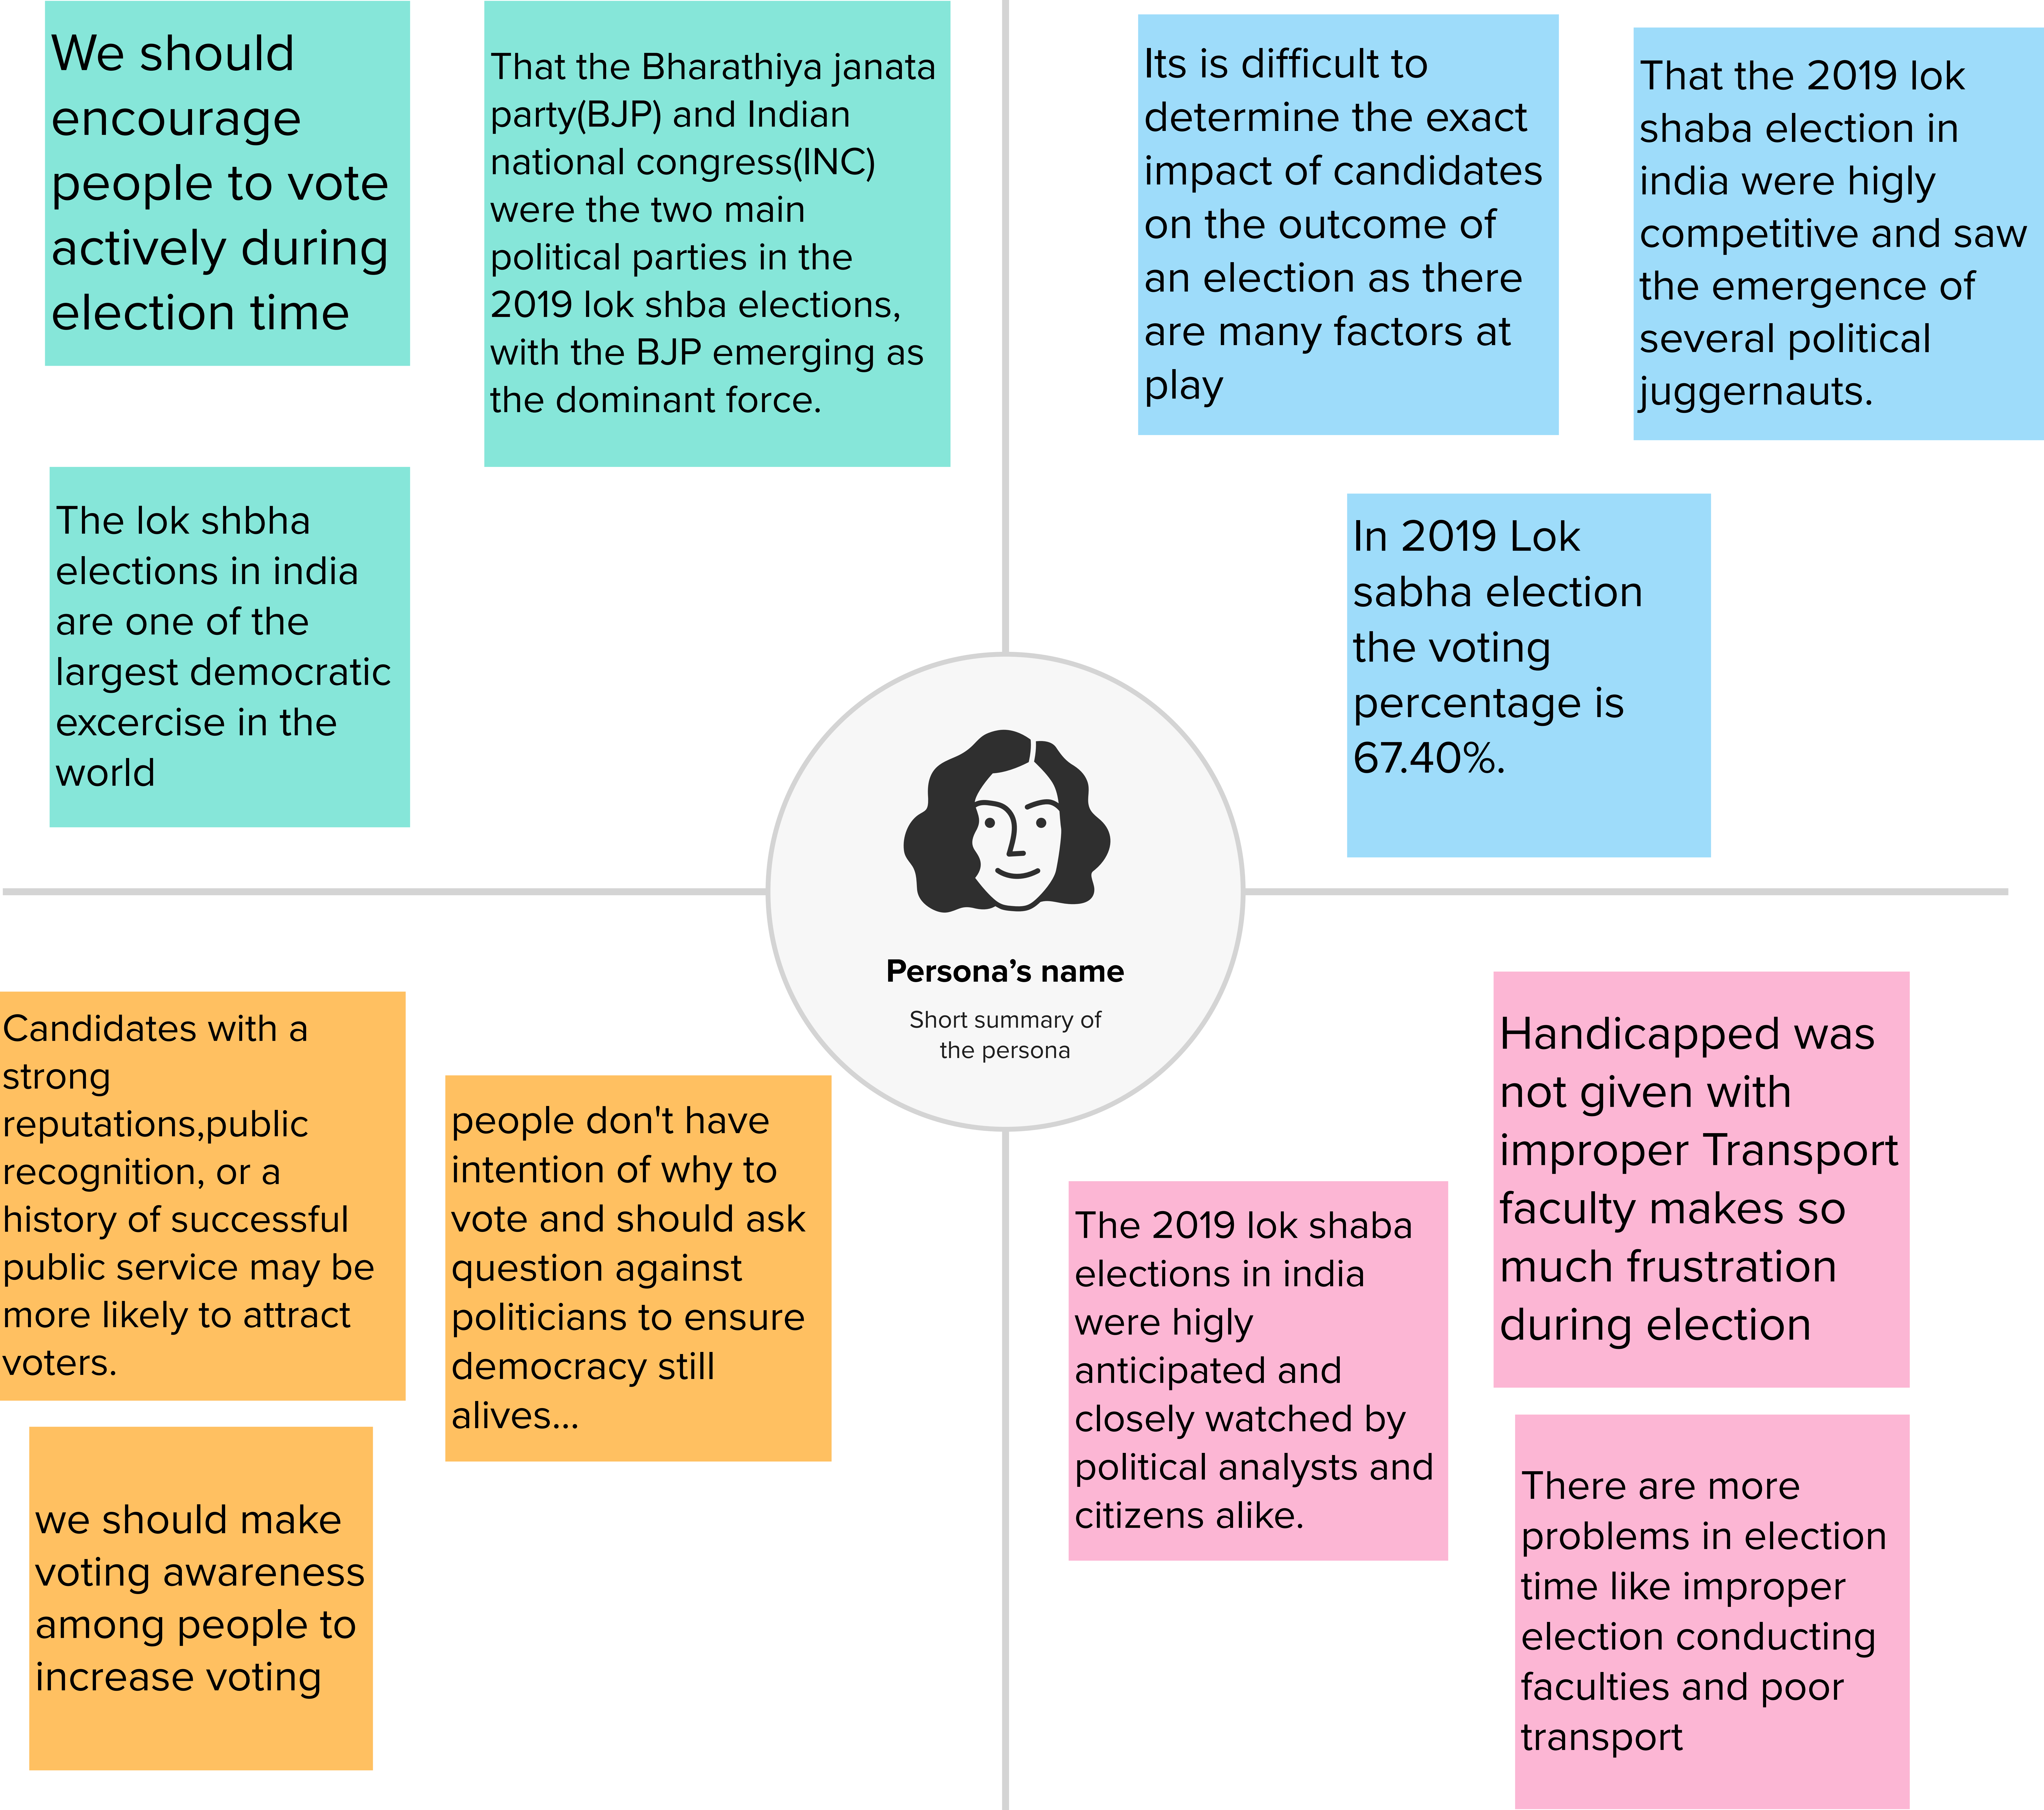 We should
encourage
people to vote
actively during
election time
That the Bharathiya janata
party(BJP) and Indian
national congress(INC)
were the two main
political parties in the
2019 lok shba elections,
with the BJP emerging as
the dominant force.
The lok shbha
elections in india
are one of the
largest democratic
excercise in the
world
Its is difficult to
determine the exact
impact of candidates
on the outcome of
an election as there
are many factors at
play
That the 2019 lok
shaba election in
india were higly
competitive and saw
the emergence of
several political
juggernauts.
In 2019 Lok
sabha election
the voting
percentage is
67.40%.
Persona's name
Short summary of
the persona
Candidates with a
strong
reputations,public
recognition, or a
history of successful
public service may be
more likely to attract
voters.
people don't have
intention of why to
vote and should ask
question against
politicians to ensure
democracy still
alives...
we should make
voting awareness
among people to
increase voting
The 2019 lok shaba
elections in india
were higly
anticipated and
closely watched by
political analysts and
citizens alike.
Handicapped was
not given with
improper Transport
faculty makes so
much frustration
during election
There are more
problems in election
time like improper
election conducting
faculties and poor
transport